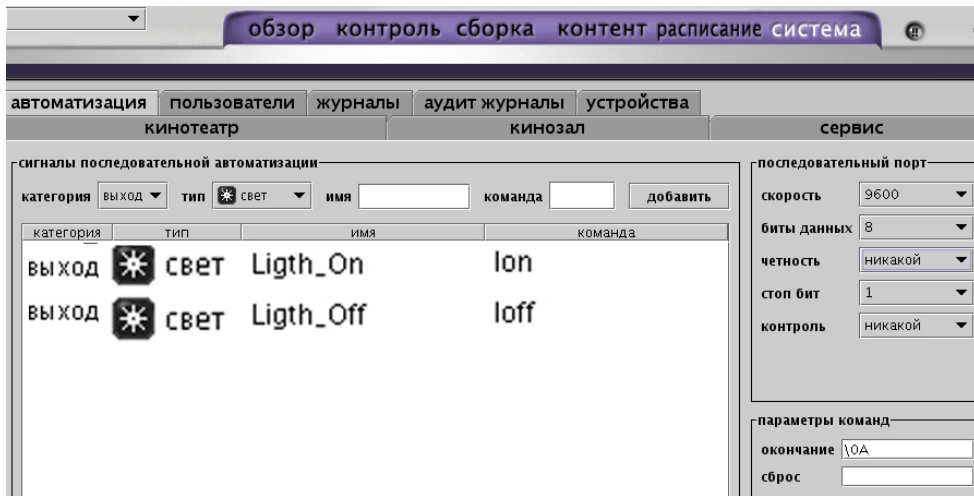 обзор контроль сборка контент расписание система
автоматизация пользователи журналы аудит журналы устройства
кинотеатр кинозал сервис
сигналы последовательной автоматизации
категория выход тип свет имя команда добавить
категория тип имя команда
выход свет Ligth_On lon
выход свет Ligth_Off loff
последовательный порт
скорость 9600
биты данных 8
четность никакой
стоп бит 1
контроль никакой
параметры команд
окончание \0A
сброс